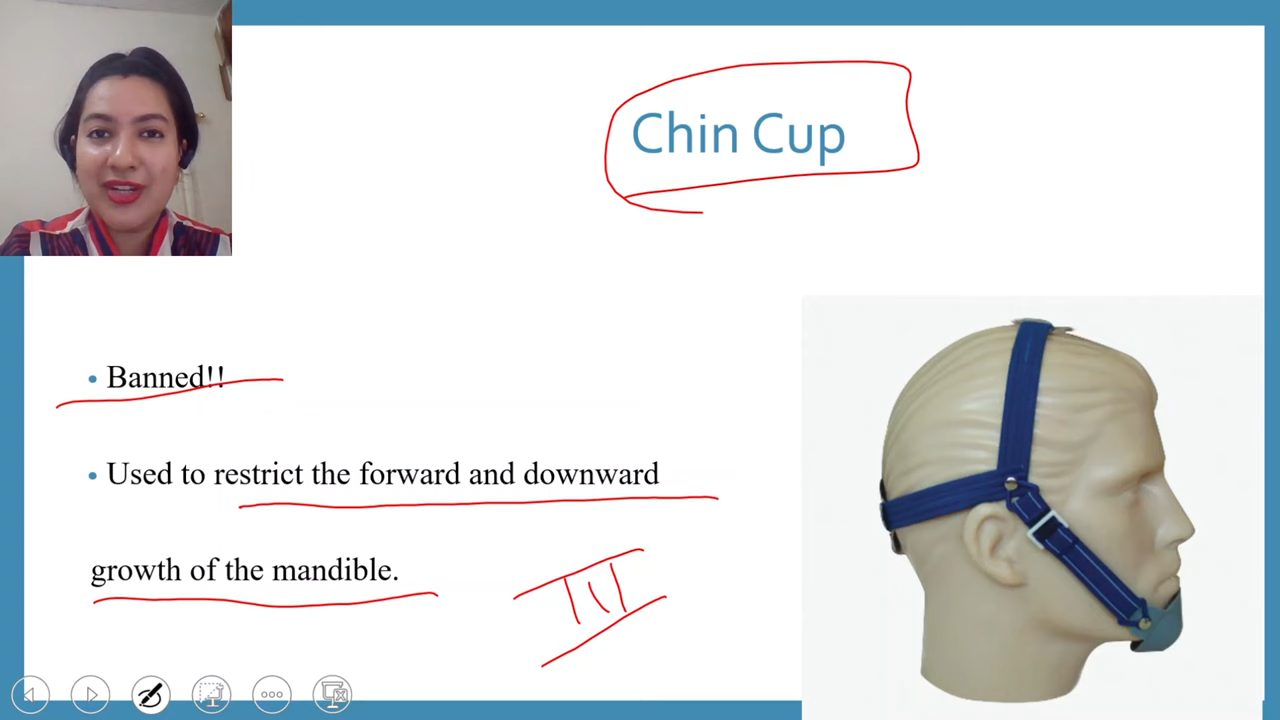 Chin Cup
• Banned!!
• Used to restrict the forward and downward
growth of the mandible.
III